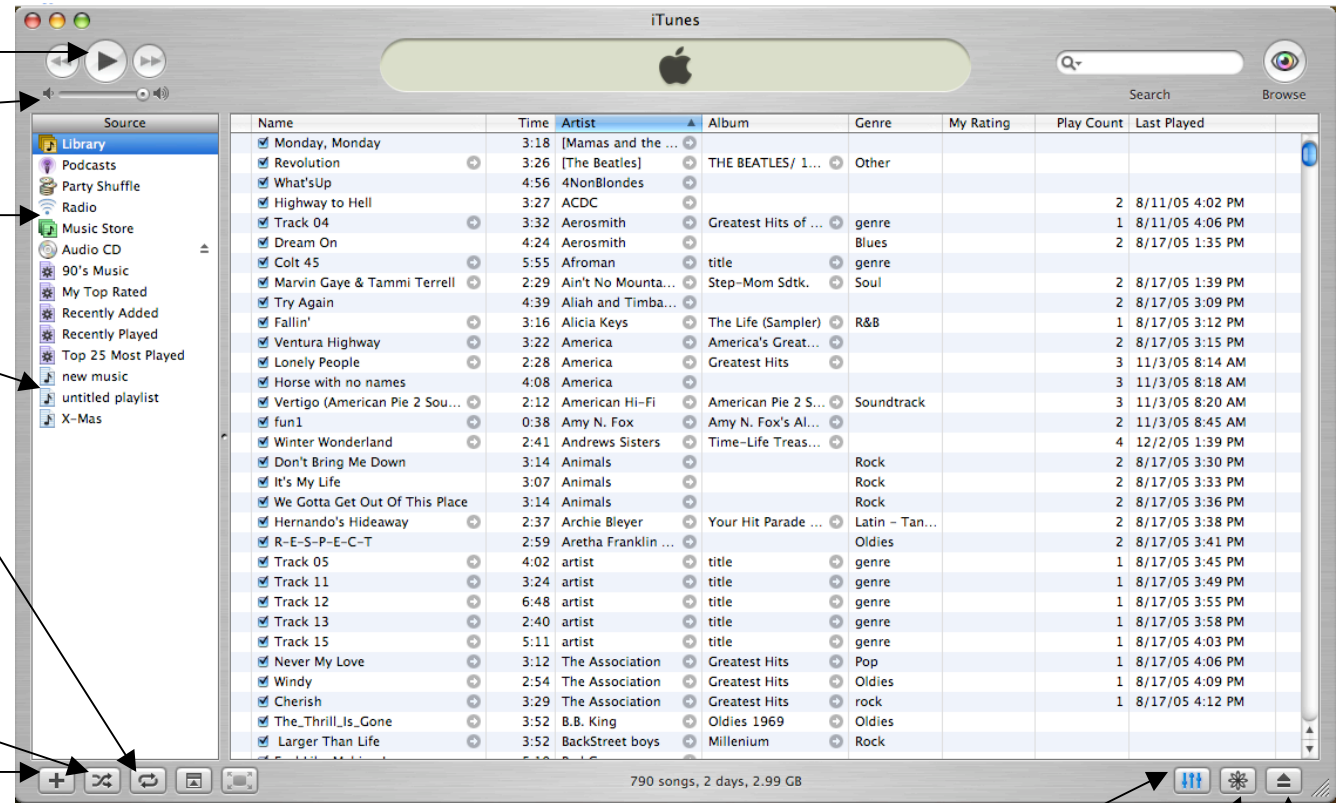 iTunes
Search
Browse
Source
Library
Podcasts
Party Shuffle
Radio
Music Store
Audio CD
90's Music
My Top Rated
Recently Added
Recently Played
Top 25 Most Played
new music
untitled playlist
X-Mas
Name Time Artist Album Genre My Rating Play Count Last Played
Monday, Monday 3:18 [Mamas and the ...
Revolution 3:26 [The Beatles] THE BEATLES/ 1... Other
What'sUp 4:56 4NonBlondes
Highway to Hell 3:27 ACDC 2 8/11/05 4:02 PM
Track 04 3:32 Aerosmith Greatest Hits of ... genre 1 8/11/05 4:06 PM
Dream On 4:24 Aerosmith Blues 2 8/17/05 1:35 PM
Colt 45 5:55 Afroman title genre
Marvin Gaye & Tammi Terrell 2:29 Ain't No Mounta... Step-Mom Sdtk. Soul 2 8/17/05 1:39 PM
Try Again 4:39 Aliah and Timba... 2 8/17/05 3:09 PM
Fallin' 3:16 Alicia Keys The Life (Sampler) R&B 1 8/17/05 3:12 PM
Ventura Highway 3:22 America America's Great... 2 8/17/05 3:15 PM
Lonely People 2:28 America Greatest Hits 3 11/3/05 8:14 AM
Horse with no names 4:08 America 3 11/3/05 8:18 AM
Vertigo (American Pie 2 Sou... 2:12 American Hi-Fi American Pie 2 S... Soundtrack 3 11/3/05 8:20 AM
fun1 0:38 Amy N. Fox Amy N. Fox's Al... 2 11/3/05 8:45 AM
Winter Wonderland 2:41 Andrews Sisters Time-Life Treas... 4 12/2/05 1:39 PM
Don't Bring Me Down 3:14 Animals Rock 2 8/17/05 3:30 PM
It's My Life 3:07 Animals Rock 2 8/17/05 3:33 PM
We Gotta Get Out Of This Place 3:14 Animals Rock 2 8/17/05 3:36 PM
Hernando's Hideaway 2:37 Archie Bleyer Your Hit Parade ... Latin - Tan... 2 8/17/05 3:38 PM
R-E-S-P-E-C-T 2:59 Aretha Franklin ... Oldies 2 8/17/05 3:41 PM
Track 05 4:02 artist title genre 1 8/17/05 3:45 PM
Track 11 3:24 artist title genre 1 8/17/05 3:49 PM
Track 12 6:48 artist title genre 1 8/17/05 3:55 PM
Track 13 2:40 artist title genre 1 8/17/05 3:58 PM
Track 15 5:11 artist title genre 1 8/17/05 4:03 PM
Never My Love 3:12 The Association Greatest Hits Pop 1 8/17/05 4:06 PM
Windy 2:54 The Association Greatest Hits Oldies 1 8/17/05 4:09 PM
Cherish 3:29 The Association Greatest Hits rock 1 8/17/05 4:12 PM
The_Thrill_Is_Gone 3:52 B.B. King Oldies 1969 Oldies
Larger Than Life 3:52 BackStreet boys Millenium Rock
790 songs, 2 days, 2.99 GB